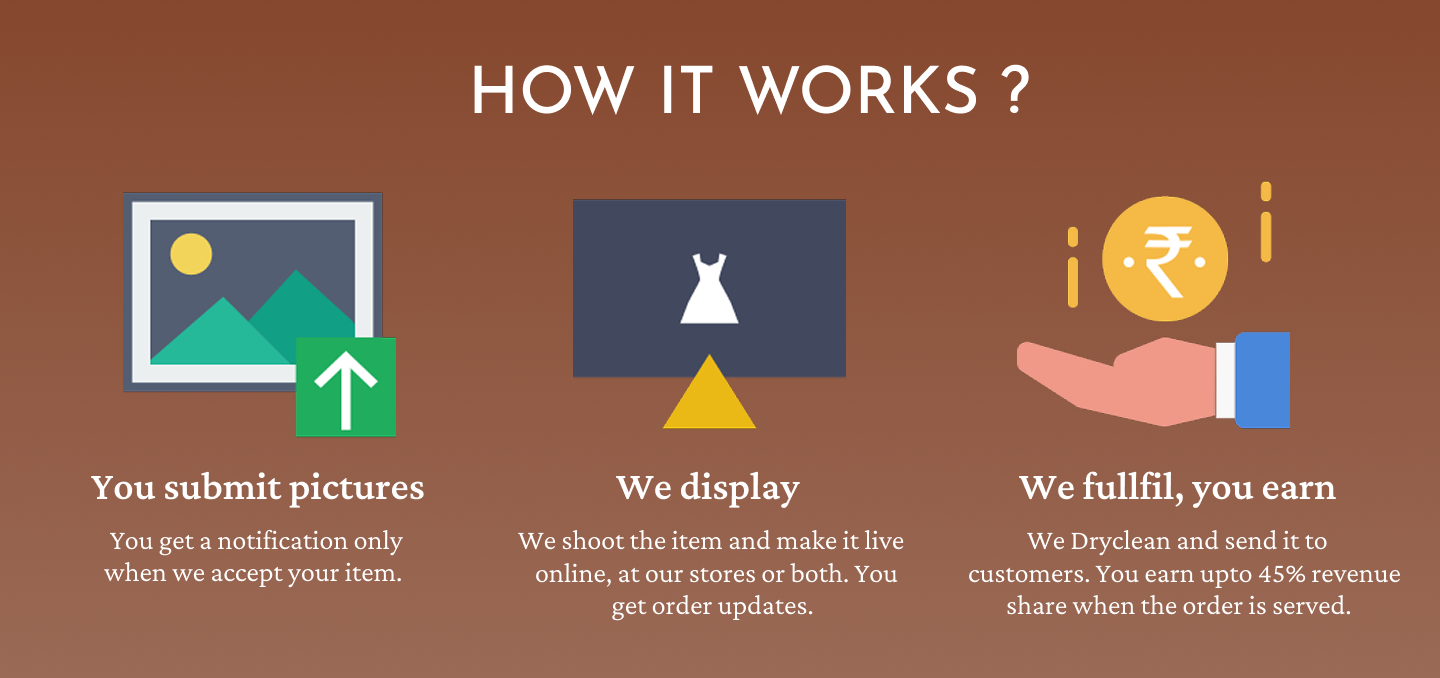 HOW IT WORKS ?
You submit pictures
You get a notification only
when we accept your item.
We display
We shoot the item and make it live
online, at our stores or both. You
get order updates.
We fullfil, you earn
We Dryclean and send it to
customers. You earn upto 45% revenue
share when the order is served.